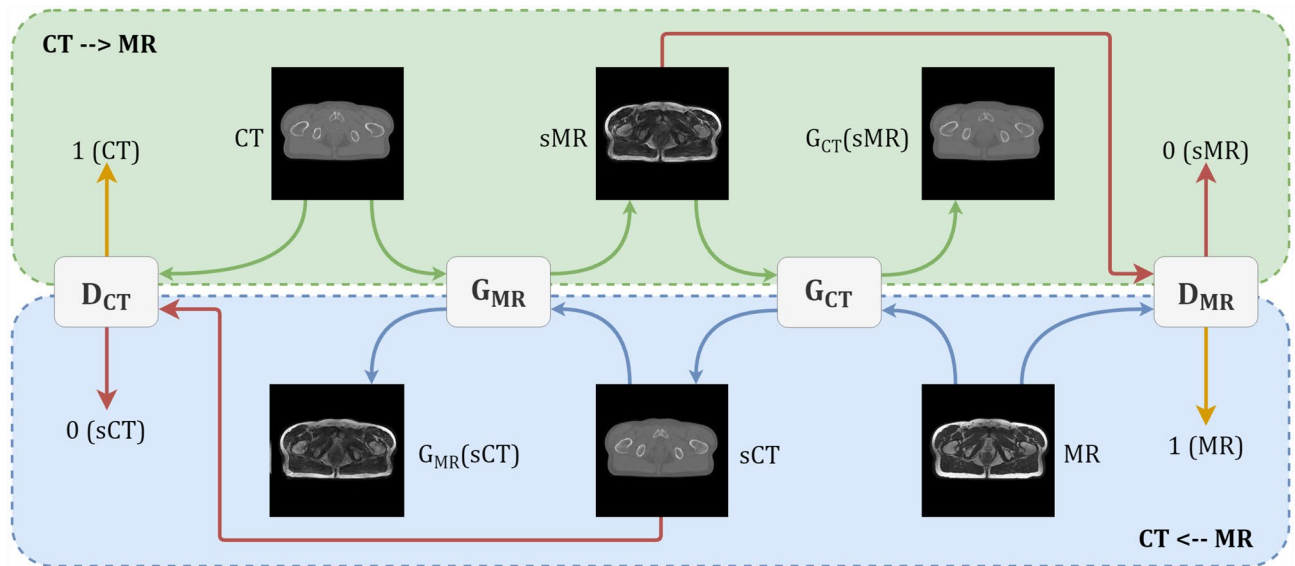 CT --> MR
1 (CT)
CT
sMR
G_CT(sMR)
0 (sMR)
D_CT
G_MR
G_CT
D_MR
0 (sCT)
G_MR(sCT)
sCT
MR
1 (MR)
CT <-- MR